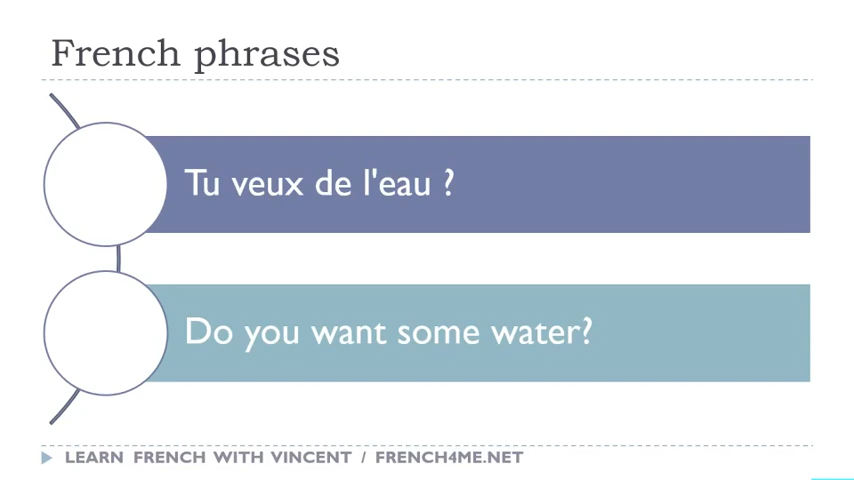 French phrases
Tu veux de l'eau ?
Do you want some water?
LEARN FRENCH WITH VINCENT / FRENCH4ME.NET